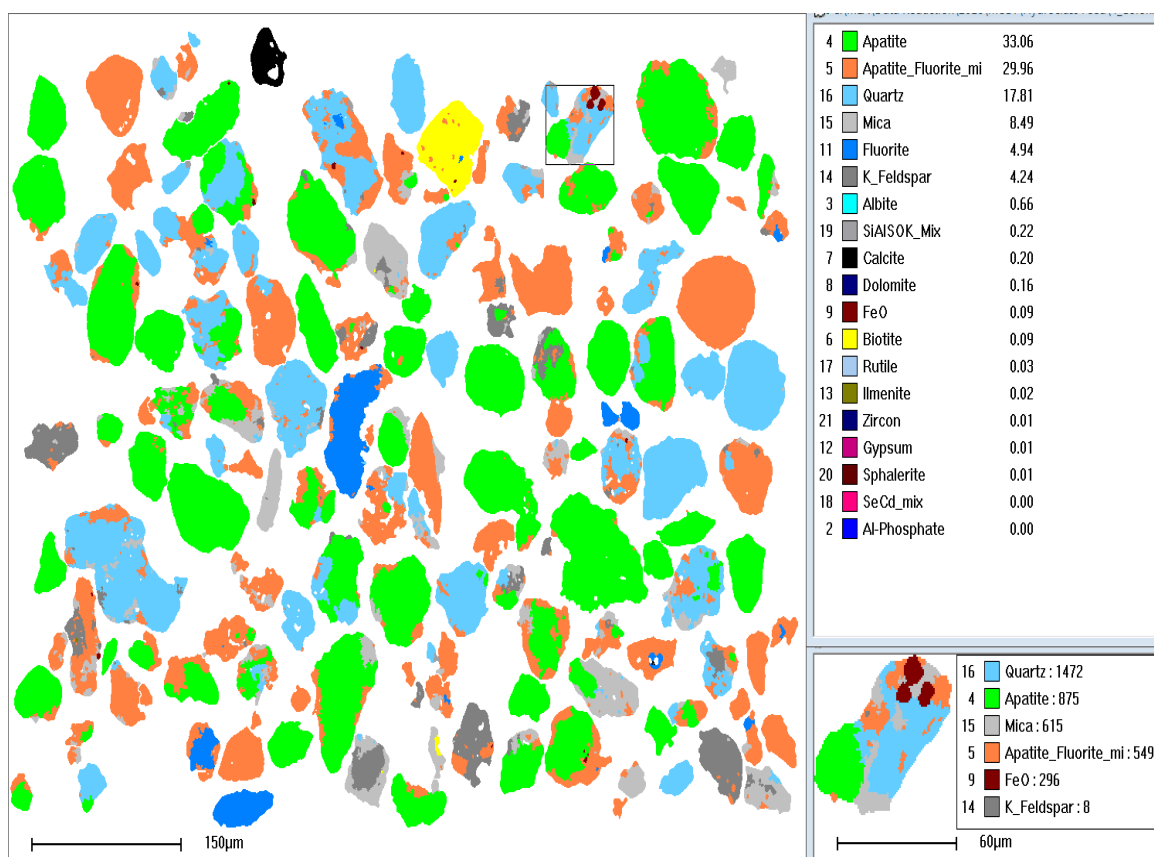 4 Apatite 33.06
5 Apatite_Fluorite_mi 29.96
16 Quartz 17.81
15 Mica 8.49
11 Fluorite 4.94
14 K_Feldspar 4.24
3 Albite 0.66
19 SiAlSOK_Mix 0.22
7 Calcite 0.20
8 Dolomite 0.16
9 FeO 0.09
6 Biotite 0.09
17 Rutile 0.03
13 Ilmenite 0.02
21 Zircon 0.01
12 Gypsum 0.01
20 Sphalerite 0.01
18 SeCd_mix 0.00
2 Al-Phosphate 0.00
16 Quartz : 1472
4 Apatite : 875
15 Mica : 615
5 Apatite_Fluorite_mi : 549
9 FeO : 296
14 K_Feldspar : 8
150µm
60µm